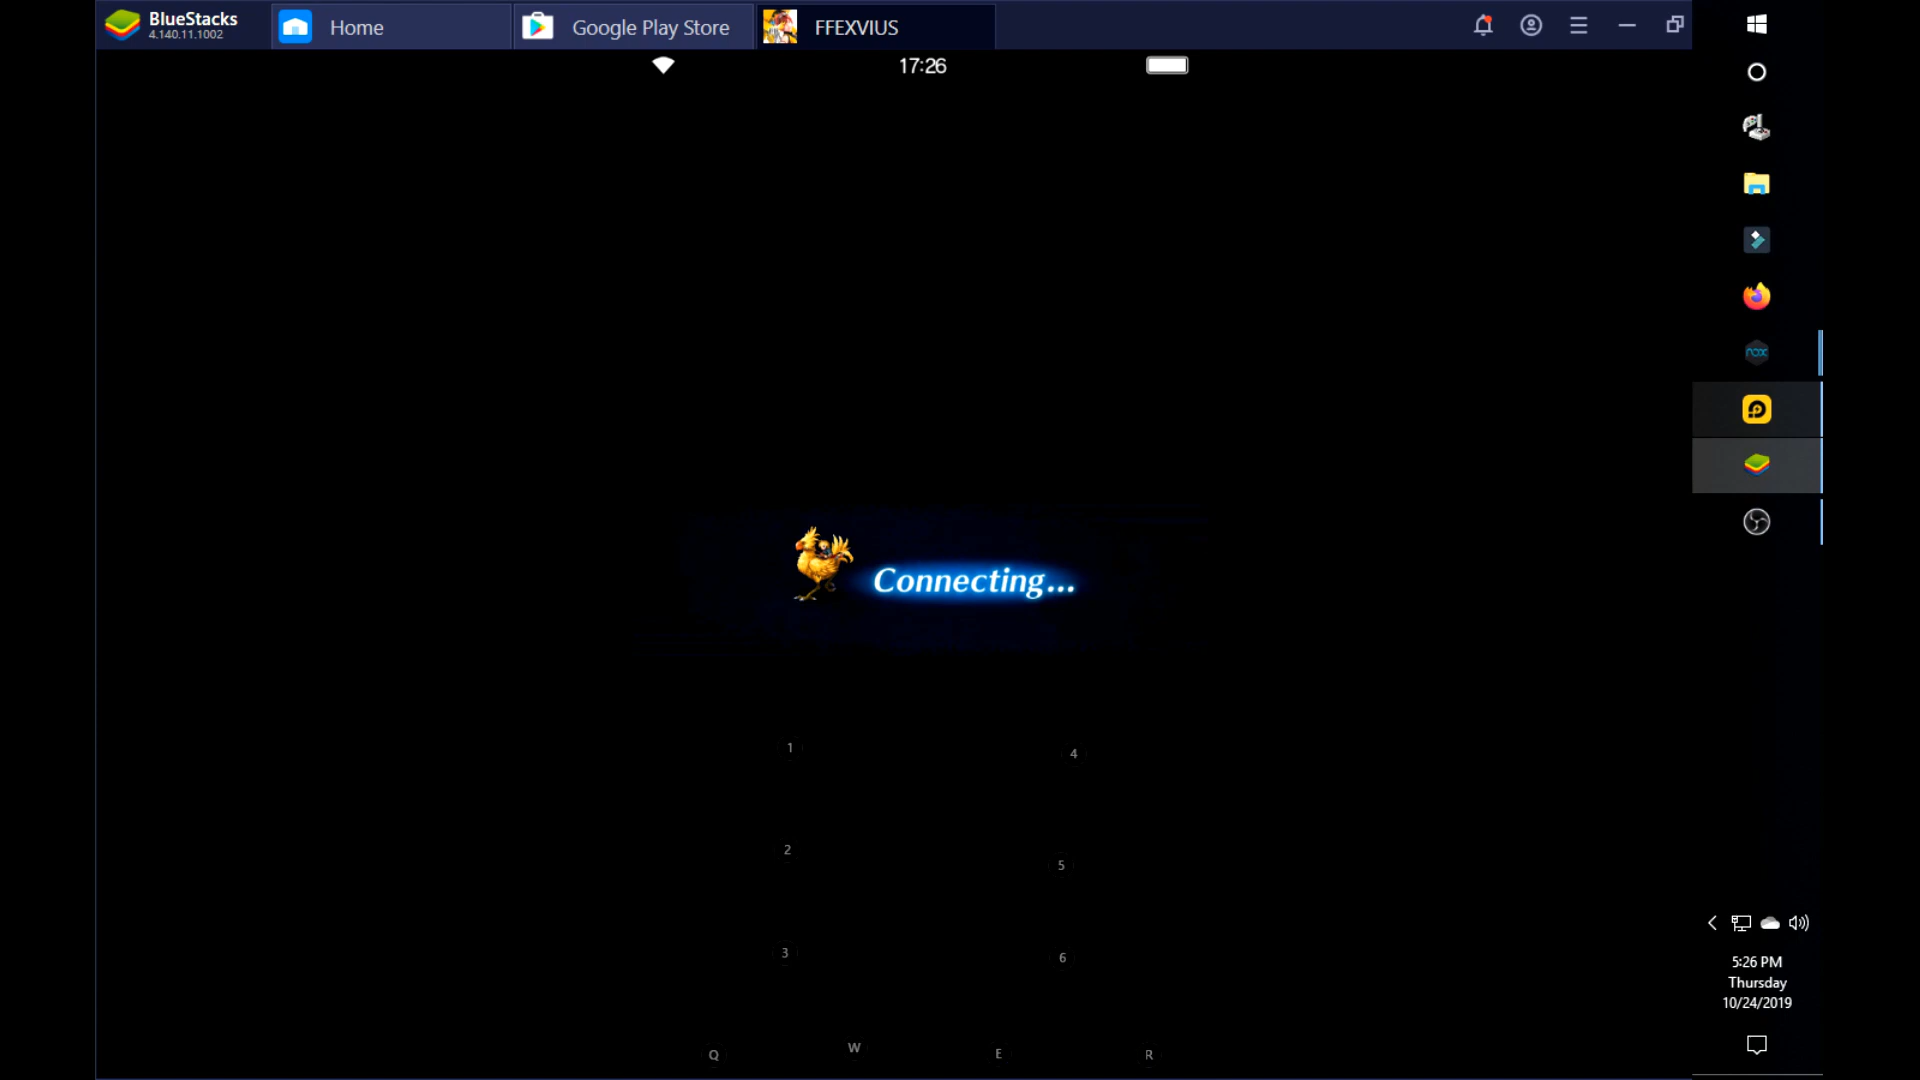 BlueStacks
4.140.11.1002
Home
Google Play Store
FFEXVIUS
17:26
nox
Connecting...
1
4
2
5
3
6
5:26 PM
Thursday
10/24/2019
Q
W
E
R